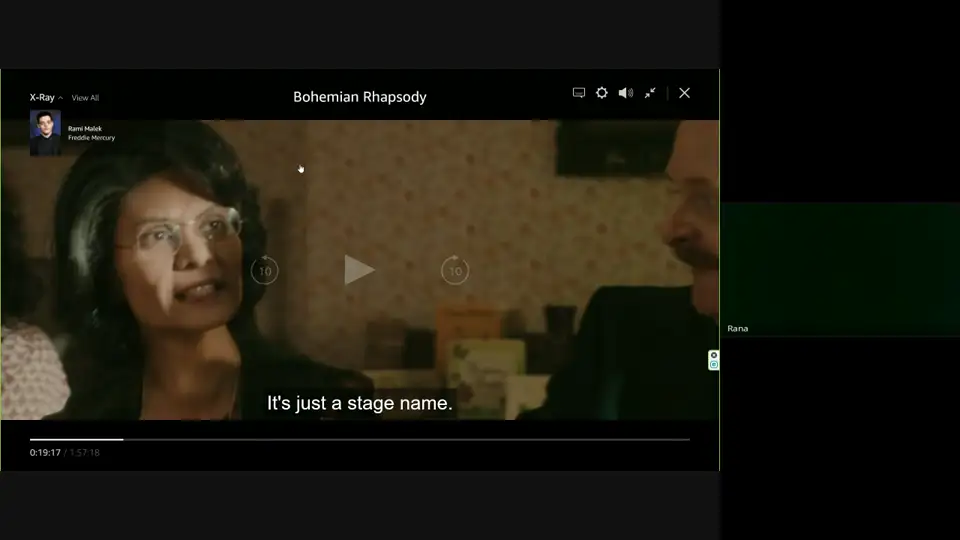 X-Ray View All
Bohemian Rhapsody
Rami Malek
Freddie Mercury
10
10
It's just a stage name.
0:19:17 / 1:57:18
Rana